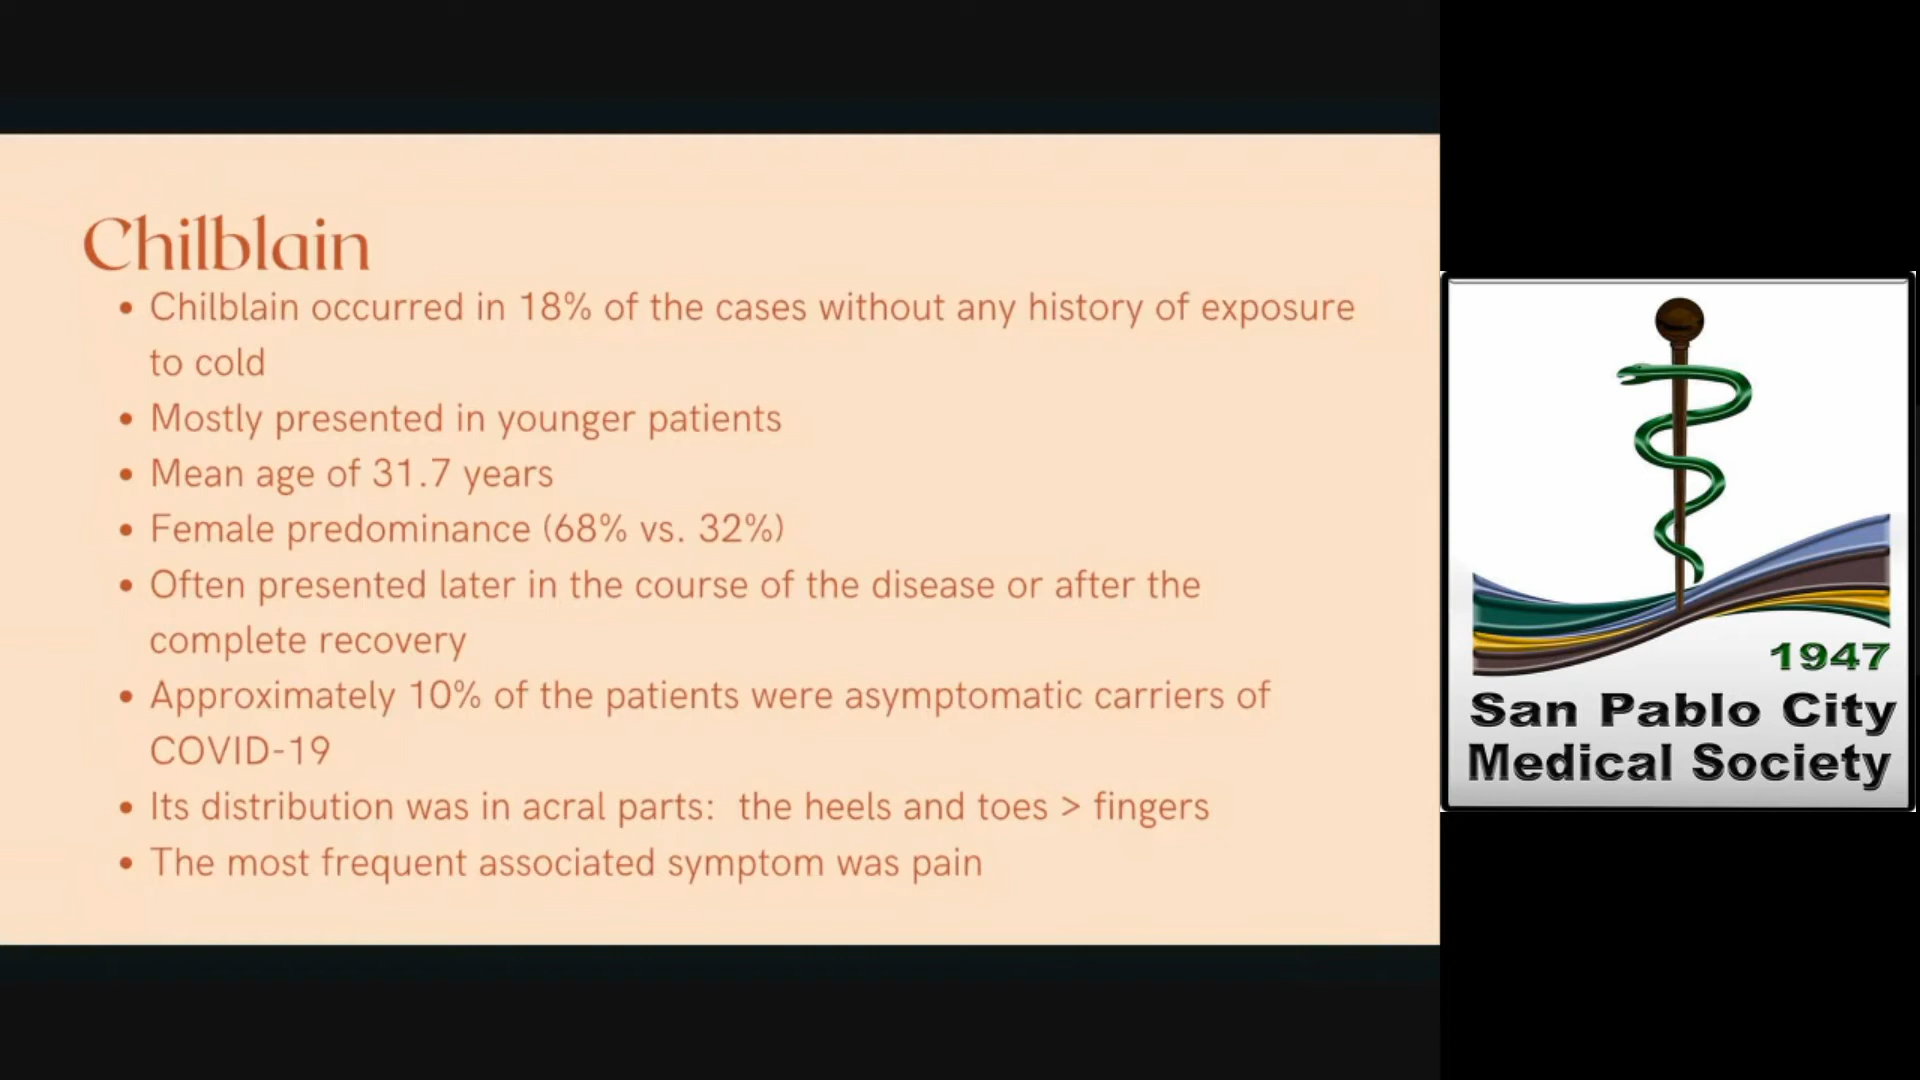 Chilblain
• Chilblain occurred in 18% of the cases without any history of exposure
to cold
• Mostly presented in younger patients
• Mean age of 31.7 years
• Female predominance (68% vs. 32%)
• Often presented later in the course of the disease or after the
complete recovery
• Approximately 10% of the patients were asymptomatic carriers of
COVID-19
• Its distribution was in acral parts:  the heels and toes > fingers
• The most frequent associated symptom was pain
1947
San Pablo City
Medical Society